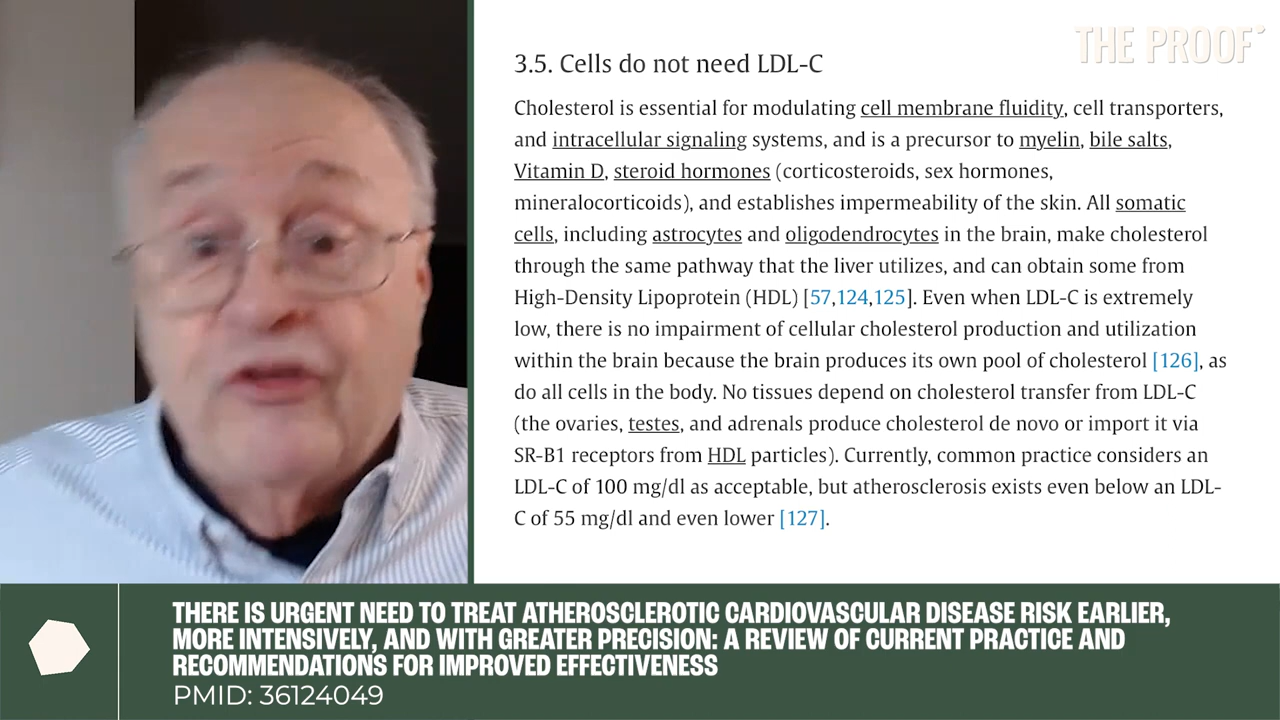 THE PROOF
3.5. Cells do not need LDL-C
Cholesterol is essential for modulating cell membrane fluidity, cell transporters,
and intracellular signaling systems, and is a precursor to myelin, bile salts,
Vitamin D, steroid hormones (corticosteroids, sex hormones,
mineralocorticoids), and establishes impermeability of the skin. All somatic
cells, including astrocytes and oligodendrocytes in the brain, make cholesterol
through the same pathway that the liver utilizes, and can obtain some from
High-Density Lipoprotein (HDL) [57,124,125]. Even when LDL-C is extremely
low, there is no impairment of cellular cholesterol production and utilization
within the brain because the brain produces its own pool of cholesterol [126], as
do all cells in the body. No tissues depend on cholesterol transfer from LDL-C
(the ovaries, testes, and adrenals produce cholesterol de novo or import it via
SR-B1 receptors from HDL particles). Currently, common practice considers an
LDL-C of 100 mg/dl as acceptable, but atherosclerosis exists even below an LDL-
C of 55 mg/dl and even lower [127].
THERE IS URGENT NEED TO TREAT ATHEROSCLEROTIC CARDIOVASCULAR DISEASE RISK EARLIER,
MORE INTENSIVELY, AND WITH GREATER PRECISION: A REVIEW OF CURRENT PRACTICE AND
RECOMMENDATIONS FOR IMPROVED EFFECTIVENESS
PMID: 36124049